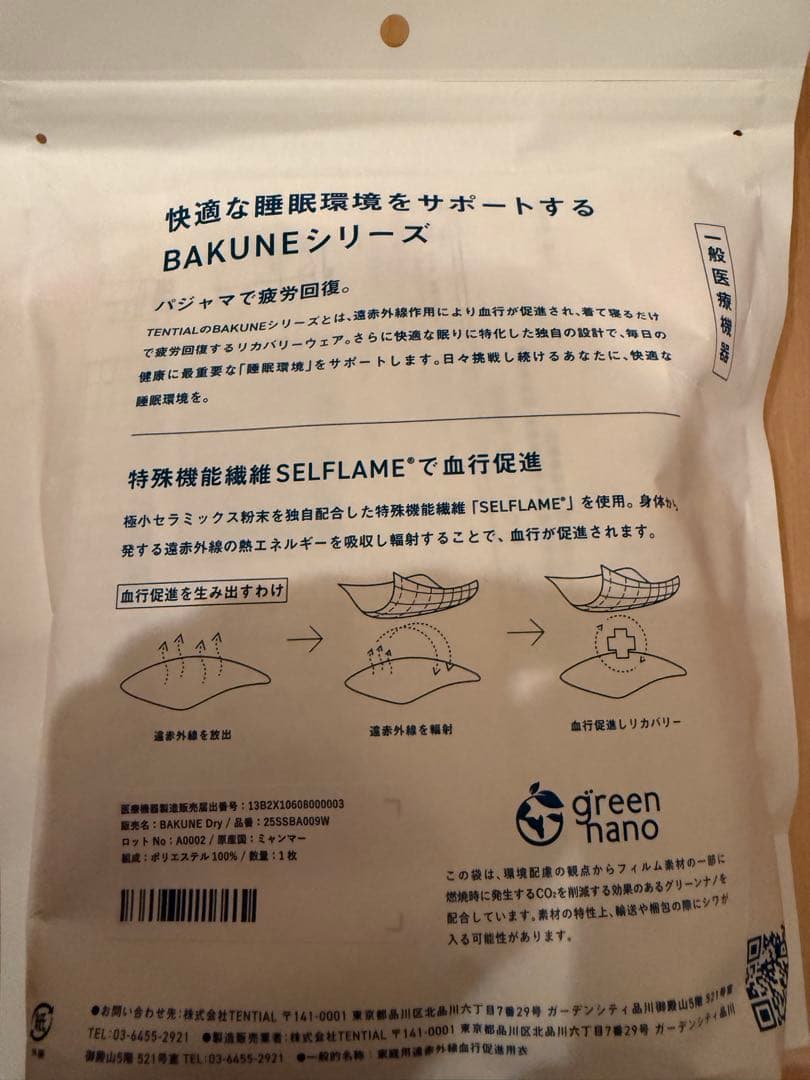 快適な睡眠環境をサポートする
BAKUNEシリーズ
一般医療機器
パジャマで疲労回復。
TENTIALのBAKUNEシリーズとは、遠赤外線作用により血行が促進され、着て寝るだけ
で疲労回復するリカバリーウェア。さらに快適な眠りに特化した独自の設計で、毎日の
健康に最重要な「睡眠環境」をサポートします。日々挑戦し続けるあなたに、快適な
睡眠環境を。
特殊機能繊維SELFLAME®で血行促進
極小セラミックス粉末を独自配合した特殊機能繊維「SELFLAME®」を使用。身体から
発する遠赤外線の熱エネルギーを吸収し輻射することで、血行が促進されます。
血行促進を生み出すわけ
遠赤外線を放出
遠赤外線を輻射
血行促進しリカバリー
医療機器製造販売届出番号：13B2X10608000003
販売名：BAKUNE Dry / 品番：25SSBA009W
ロットNo：A0002 / 原産国：ミャンマー
組成：ポリエステル100% / 数量：1枚
green
nano
この袋は、環境配慮の観点からフィルム素材の一部に
燃焼時に発生するCO₂を削減する効果のあるグリーンナノを
配合しています。素材の特性上、輸送や梱包の際にシワが
入る可能性があります。
紙
●お問い合わせ先：株式会社TENTIAL 〒141-0001 東京都品川区北品川六丁目7番29号 ガーデンシティ品川御殿山5階 521号室
TEL：03-6455-2921 ●製造販売業者：株式会社TENTIAL 〒141-0001 東京都品川区北品川六丁目7番29号 ガーデンシティ品川
御殿山5階 521号室 TEL：03-6455-2921 ●一般的名称：家庭用遠赤外線血行促進用衣